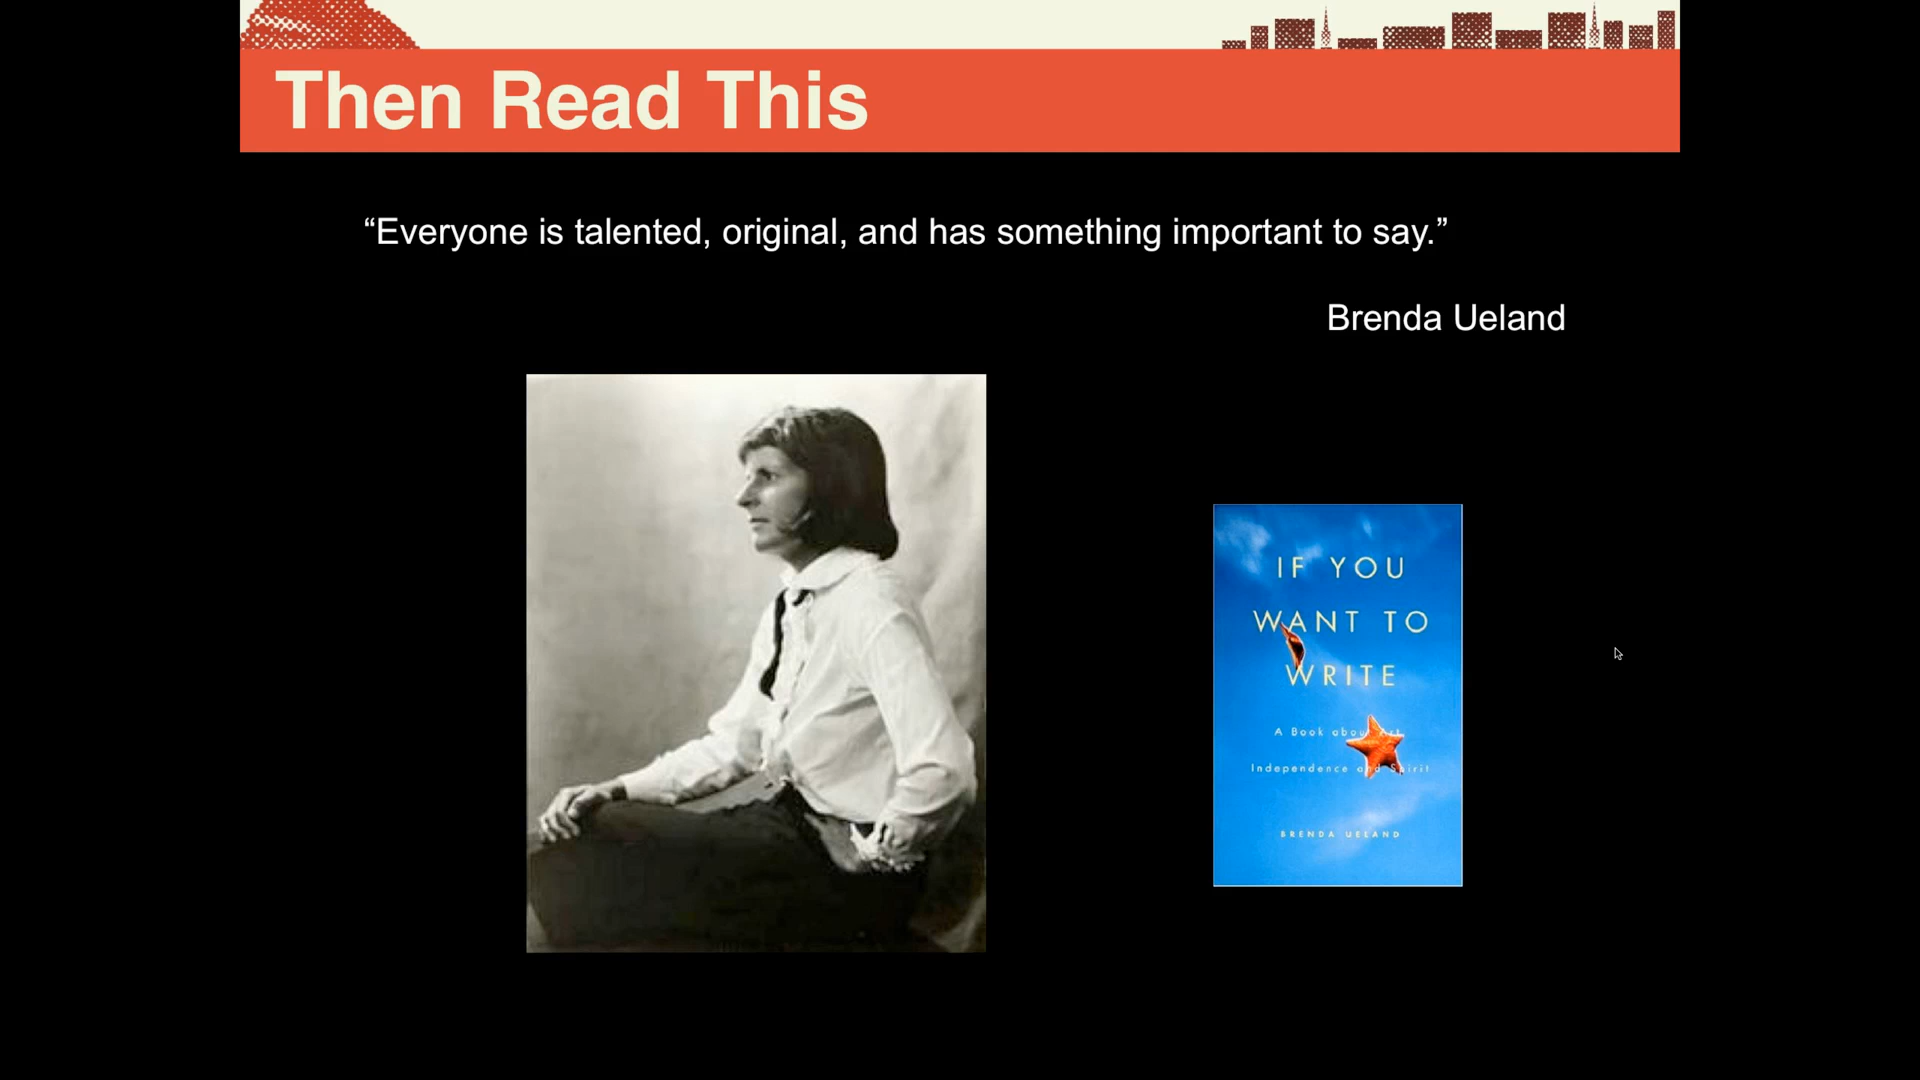 Then Read This
“Everyone is talented, original, and has something important to say.”
Brenda Ueland
IF YOU
WANT TO
WRITE
A Book about Art
Independence and Spirit
BRENDA UELAND